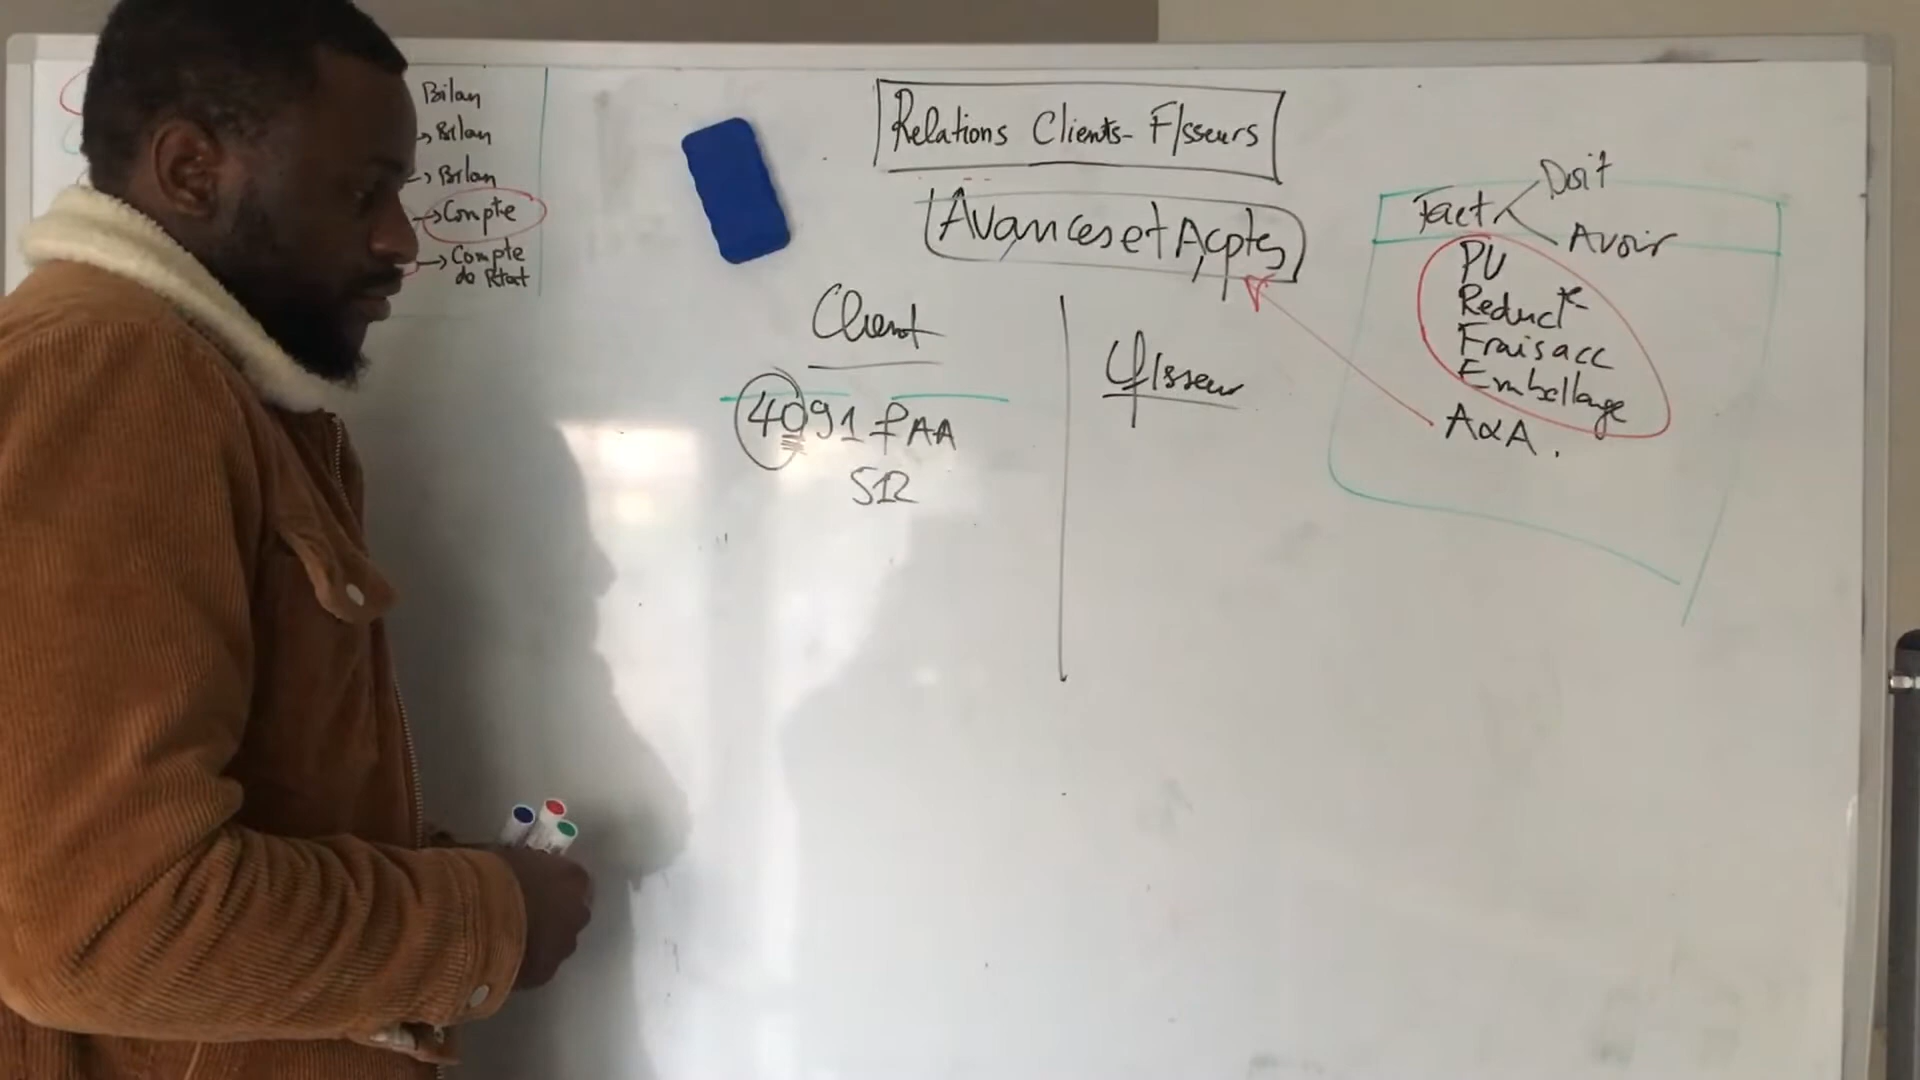 Bilan
→ Bilan
→ Bilan
→ Compte
→ Compte
de Rtat
Relations Clients- F/sseurs
Avances et Acptes
Client
4091 F AA
512
F/sseur
Fact
Doit
Avoir
PU
Reduct°
Frais acc
Emballage
A&A.